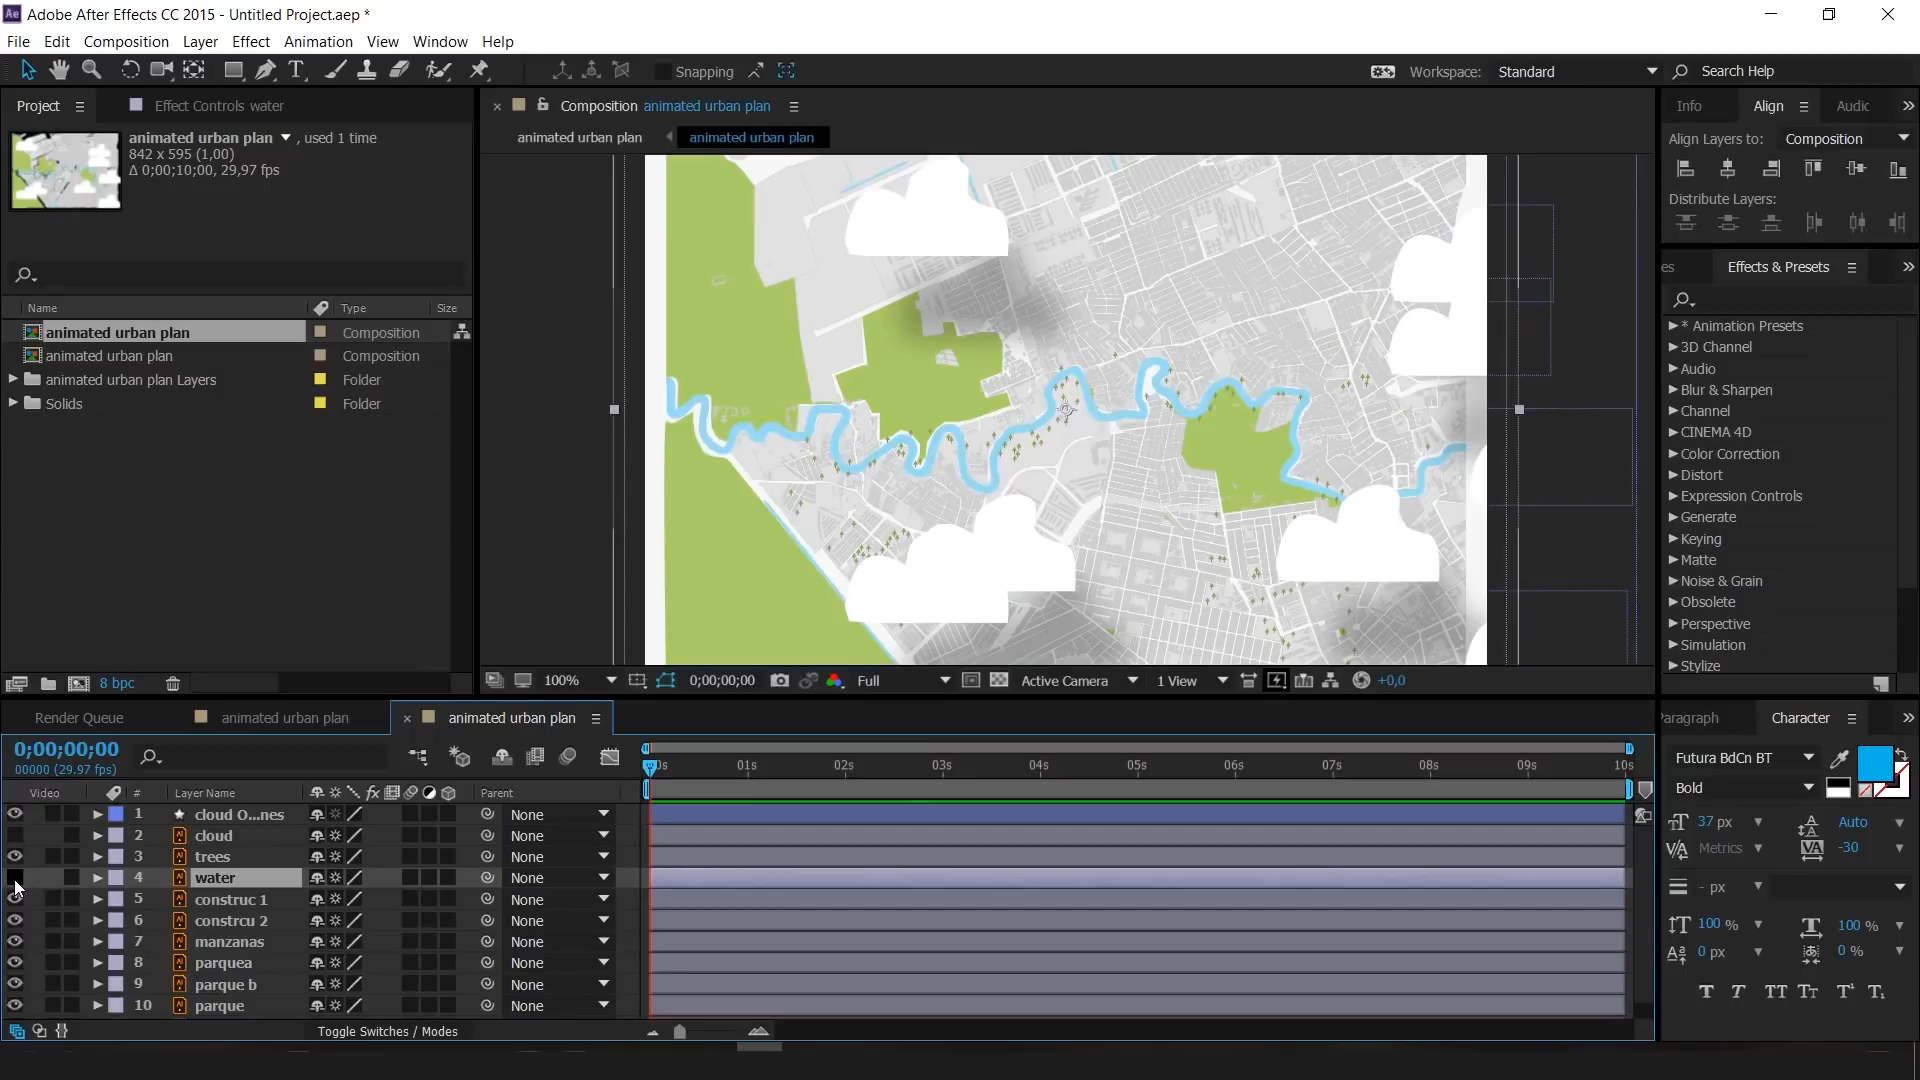 Adobe After Effects CC 2015 - Untitled Project.aep *
File Edit Composition Layer Effect Animation View Window Help
Snapping
Workspace: Standard
Search Help
Project
Effect Controls water
animated urban plan , used 1 time
842 x 595 (1,00)
Δ 0;00;10;00, 29,97 fps
Name Type Size
animated urban plan Composition
animated urban plan Composition
animated urban plan Layers Folder
Solids Folder
8 bpc
Composition animated urban plan
animated urban plan animated urban plan
100% 0;00;00;00 Full Active Camera 1 View +0,0
Info Align Audic
Align Layers to: Composition
Distribute Layers:
es Effects & Presets
* Animation Presets
3D Channel
Audio
Blur & Sharpen
Channel
CINEMA 4D
Color Correction
Distort
Expression Controls
Generate
Keying
Matte
Noise & Grain
Obsolete
Perspective
Simulation
Stylize
Render Queue animated urban plan animated urban plan
0;00;00;00
00000 (29.97 fps)
0s 01s 02s 03s 04s 05s 06s 07s 08s 09s 10s
Video # Layer Name fx Parent
1 cloud O...nes None
2 cloud None
3 trees None
4 water None
5 construc 1 None
6 constrcu 2 None
7 manzanas None
8 parquea None
9 parque b None
10 parque None
Toggle Switches / Modes
Paragraph Character
Futura BdCn BT
Bold
37 px Auto
Metrics -30
- px
100 % 100 %
0 px 0 %
T T TT Tт T¹ T₁